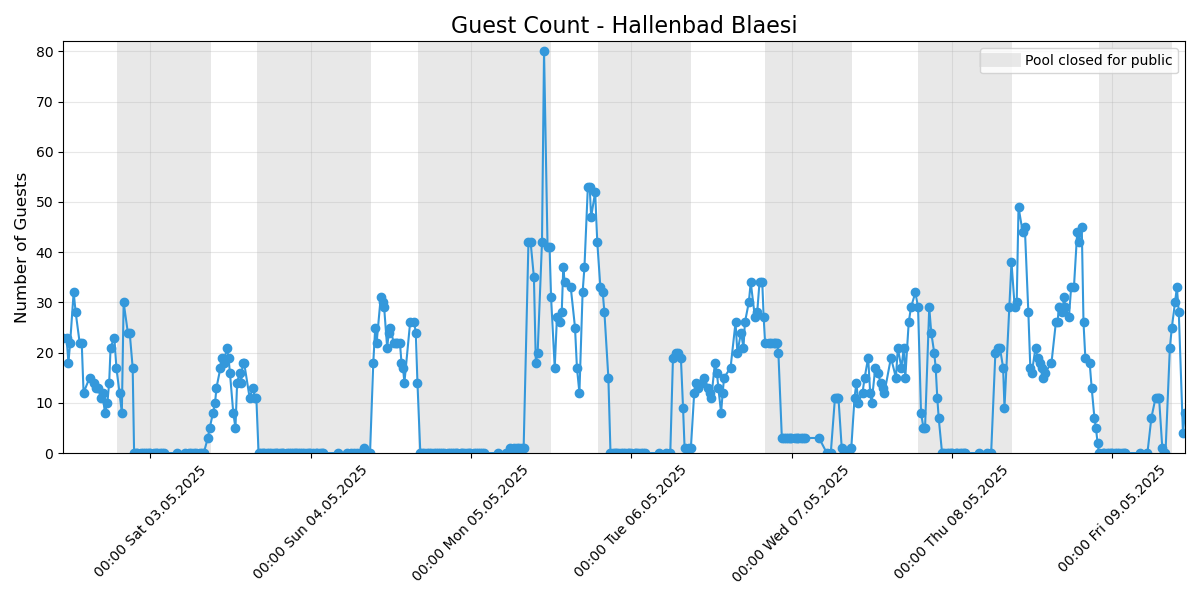 Guest Count - Hallenbad Blaesi
Pool closed for public
Number of Guests
80
70
60
50
40
30
20
10
0
00:00 Sat 03.05.2025
00:00 Sun 04.05.2025
00:00 Mon 05.05.2025
00:00 Tue 06.05.2025
00:00 Wed 07.05.2025
00:00 Thu 08.05.2025
00:00 Fri 09.05.2025